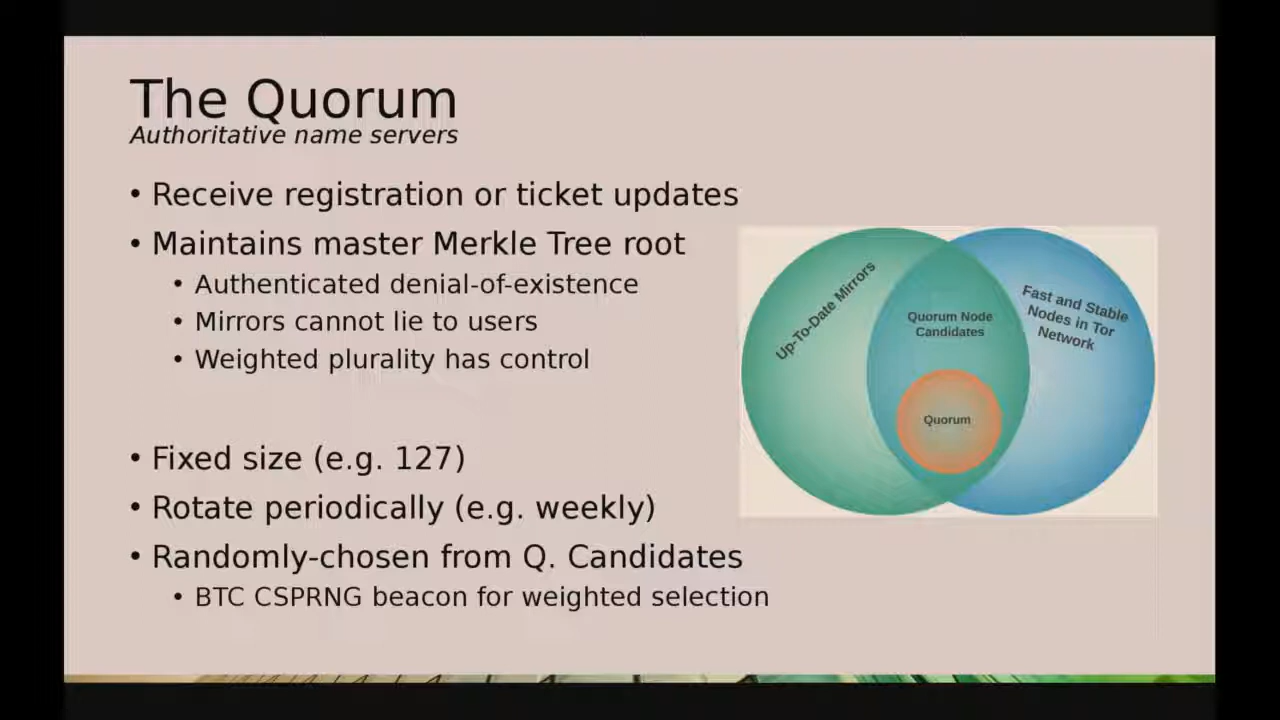 The Quorum
Authoritative name servers
• Receive registration or ticket updates
• Maintains master Merkle Tree root
• Authenticated denial-of-existence
• Mirrors cannot lie to users
• Weighted plurality has control
• Fixed size (e.g. 127)
• Rotate periodically (e.g. weekly)
• Randomly-chosen from Q. Candidates
• BTC CSPRNG beacon for weighted selection
Up-To-Date Mirrors
Quorum Node
Candidates
Fast and Stable
Nodes in Tor
Network
Quorum